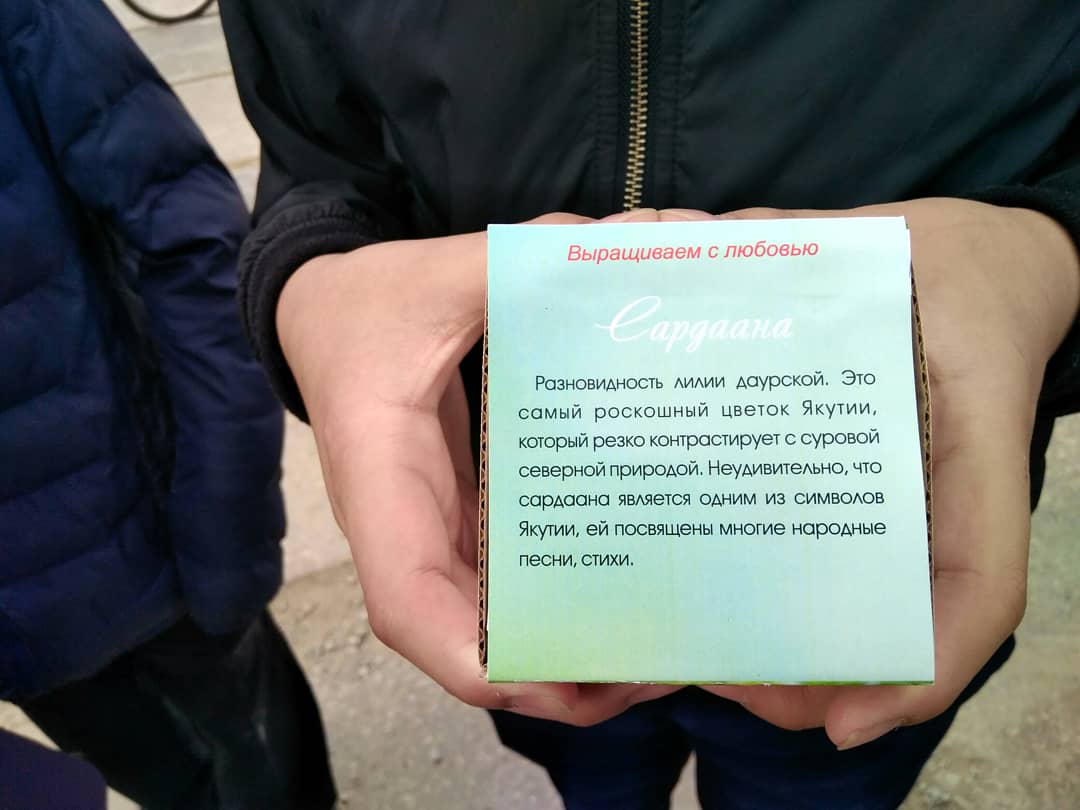 Выращиваем с любовью
Сардаана
Разновидность лилии даурской. Это
самый роскошный цветок Якутии,
который резко контрастирует с суровой
северной природой. Неудивительно, что
сардаана является одним из символов
Якутии, ей посвящены многие народные
песни, стихи.